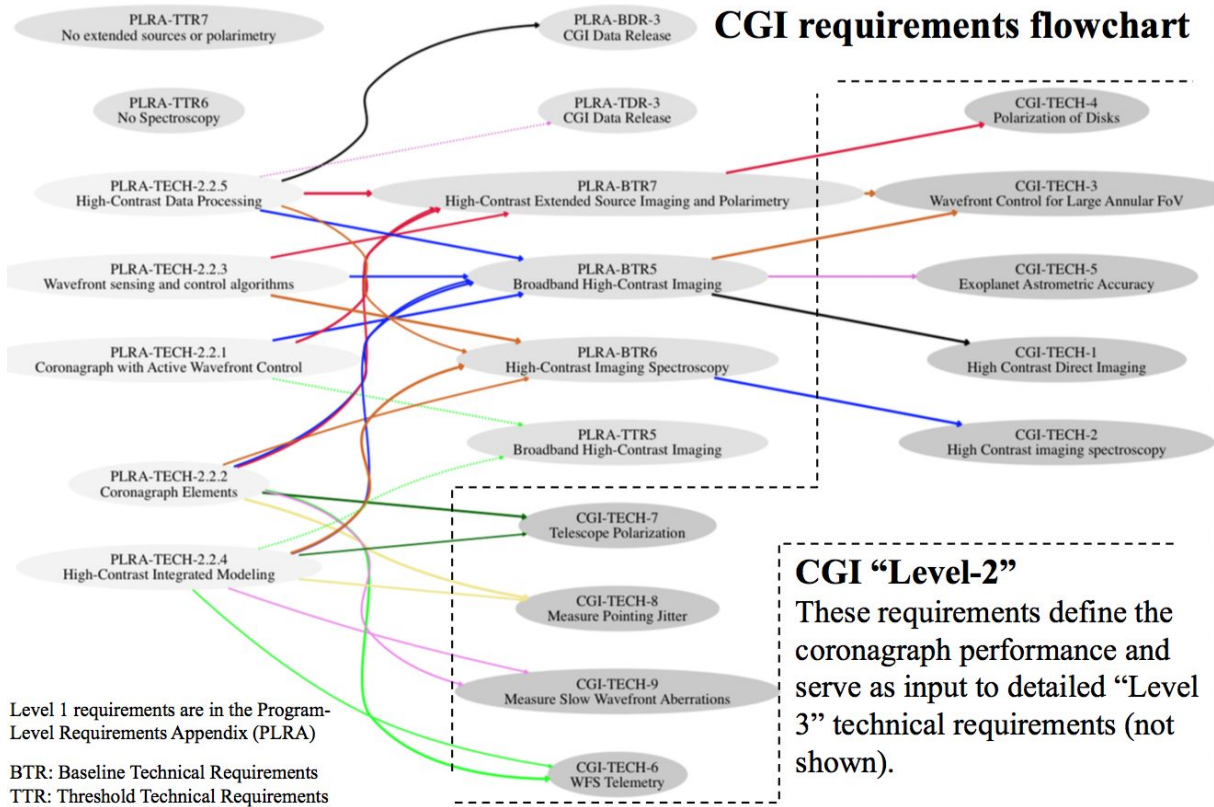 CGI requirements flowchart
PLRA-TTR7
No extended sources or polarimetry
PLRA-BDR-3
CGI Data Release
PLRA-TTR6
No Spectroscopy
PLRA-TDR-3
CGI Data Release
CGI-TECH-4
Polarization of Disks
PLRA-TECH-2.2.5
High-Contrast Data Processing
PLRA-BTR7
High-Contrast Extended Source Imaging and Polarimetry
CGI-TECH-3
Wavefront Control for Large Annular FoV
PLRA-TECH-2.2.3
Wavefront sensing and control algorithms
PLRA-BTR5
Broadband High-Contrast Imaging
CGI-TECH-5
Exoplanet Astrometric Accuracy
PLRA-TECH-2.2.1
Coronagraph with Active Wavefront Control
PLRA-BTR6
High-Contrast Imaging Spectroscopy
CGI-TECH-1
High Contrast Direct Imaging
PLRA-TTR5
Broadband High-Contrast Imaging
CGI-TECH-2
High Contrast imaging spectroscopy
PLRA-TECH-2.2.2
Coronagraph Elements
CGI-TECH-7
Telescope Polarization
PLRA-TECH-2.2.4
High-Contrast Integrated Modeling
CGI-TECH-8
Measure Pointing Jitter
CGI-TECH-9
Measure Slow Wavefront Aberrations
CGI-TECH-6
WFS Telemetry
CGI “Level-2”
These requirements define the
coronagraph performance and
serve as input to detailed “Level
3” technical requirements (not
shown).
Level 1 requirements are in the Program-
Level Requirements Appendix (PLRA)
BTR: Baseline Technical Requirements
TTR: Threshold Technical Requirements